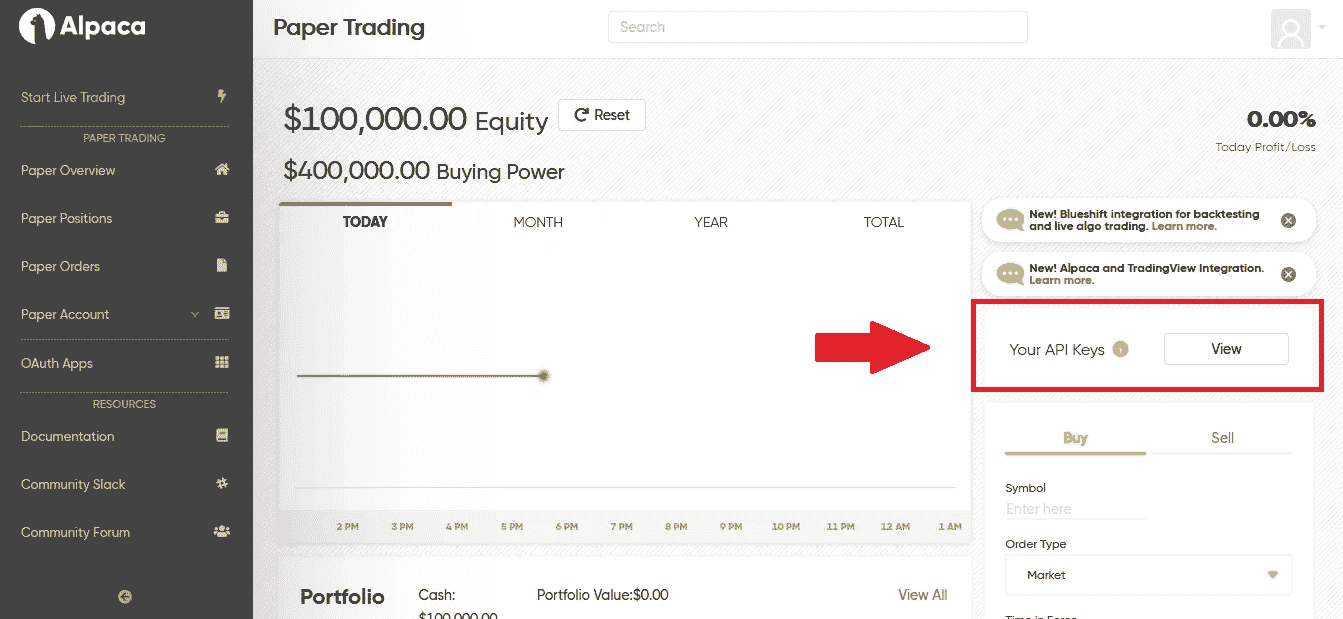 Alpaca
Paper Trading
Search
Start Live Trading
PAPER TRADING
Paper Overview
Paper Positions
Paper Orders
Paper Account
OAuth Apps
RESOURCES
Documentation
Community Slack
Community Forum
$100,000.00 Equity
Reset
$400,000.00 Buying Power
0.00%
Today Profit/Loss
TODAY
MONTH
YEAR
TOTAL
2 PM
3 PM
4 PM
5 PM
6 PM
7 PM
8 PM
9 PM
10 PM
11 PM
12 AM
1 AM
New! Blueshift integration for backtesting
and live algo trading. Learn more.
New! Alpaca and TradingView Integration.
Learn more.
Your API Keys
View
Buy
Sell
Symbol
Enter here
Order Type
Market
Time in Force
Portfolio
Cash:
$100,000.00
Portfolio Value:$0.00
View All